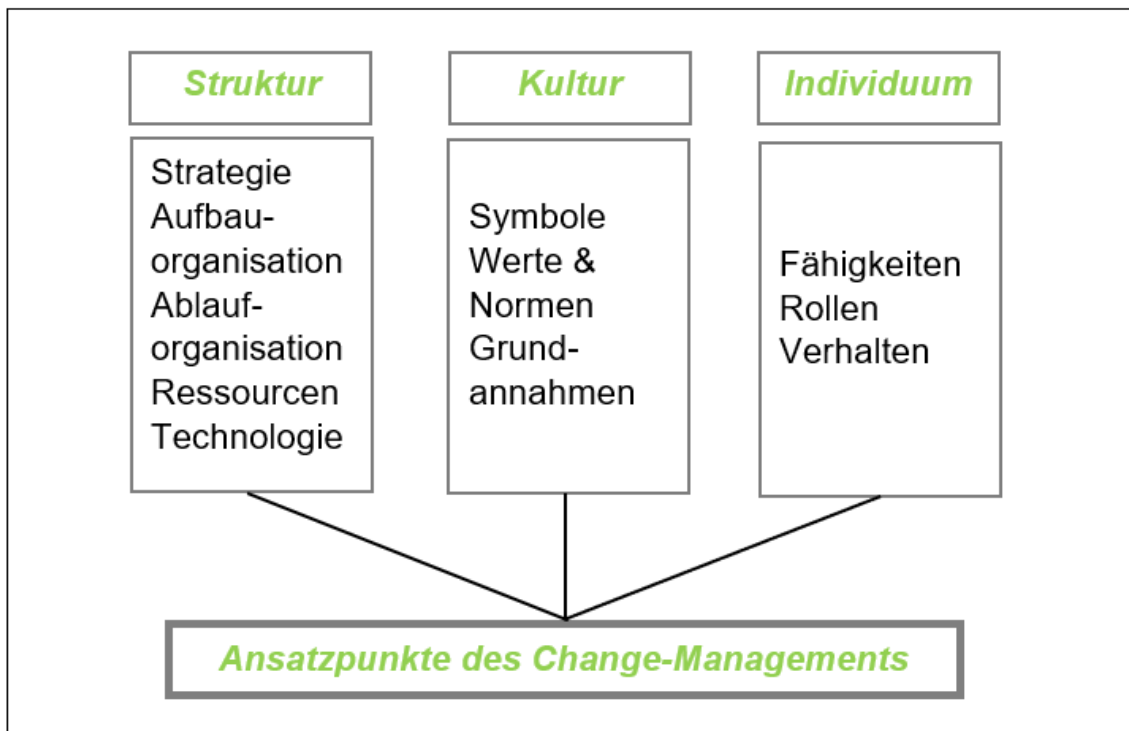 Struktur
Strategie
Aufbau-
organisation
Ablauf-
organisation
Ressourcen
Technologie
Kultur
Symbole
Werte &
Normen
Grund-
annahmen
Individuum
Fähigkeiten
Rollen
Verhalten
Ansatzpunkte des Change-Managements